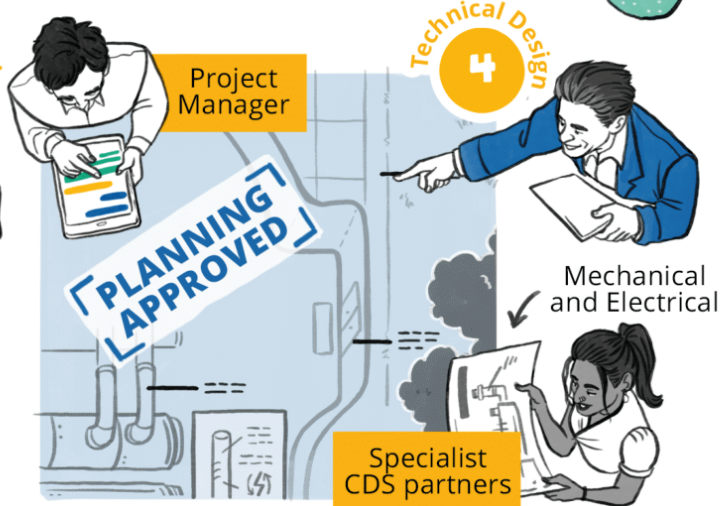 Technical Design
4
Project
Manager
PLANNING
APPROVED
Mechanical
and Electrical
Specialist
CDS partners